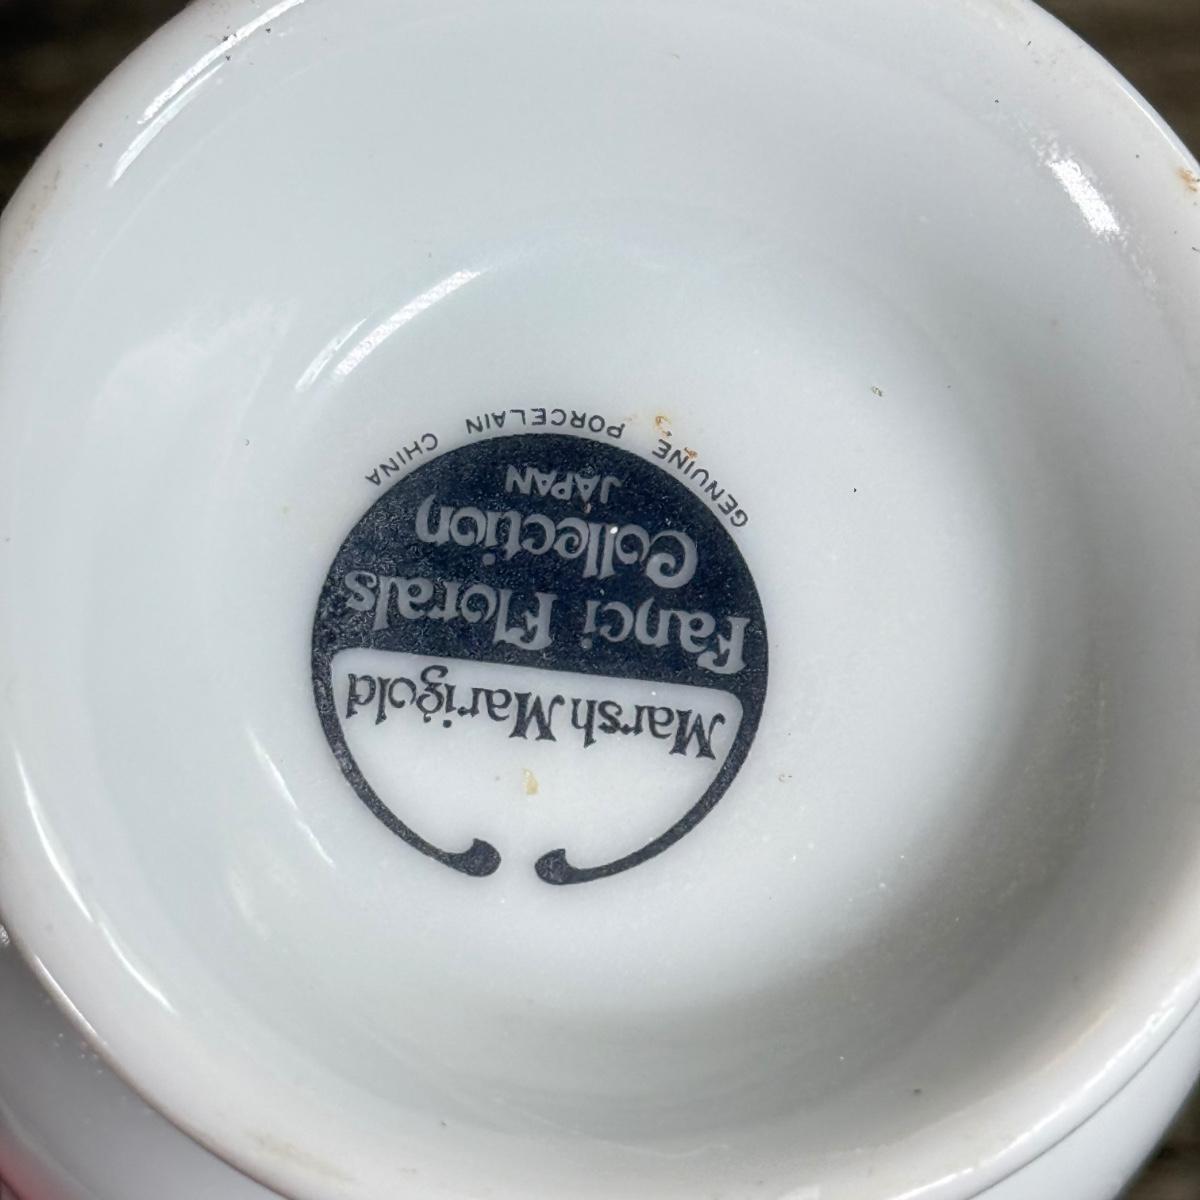 Marsh Marigold
Fanci Florals
Collection
JAPAN
GENUINE PORCELAIN CHINA